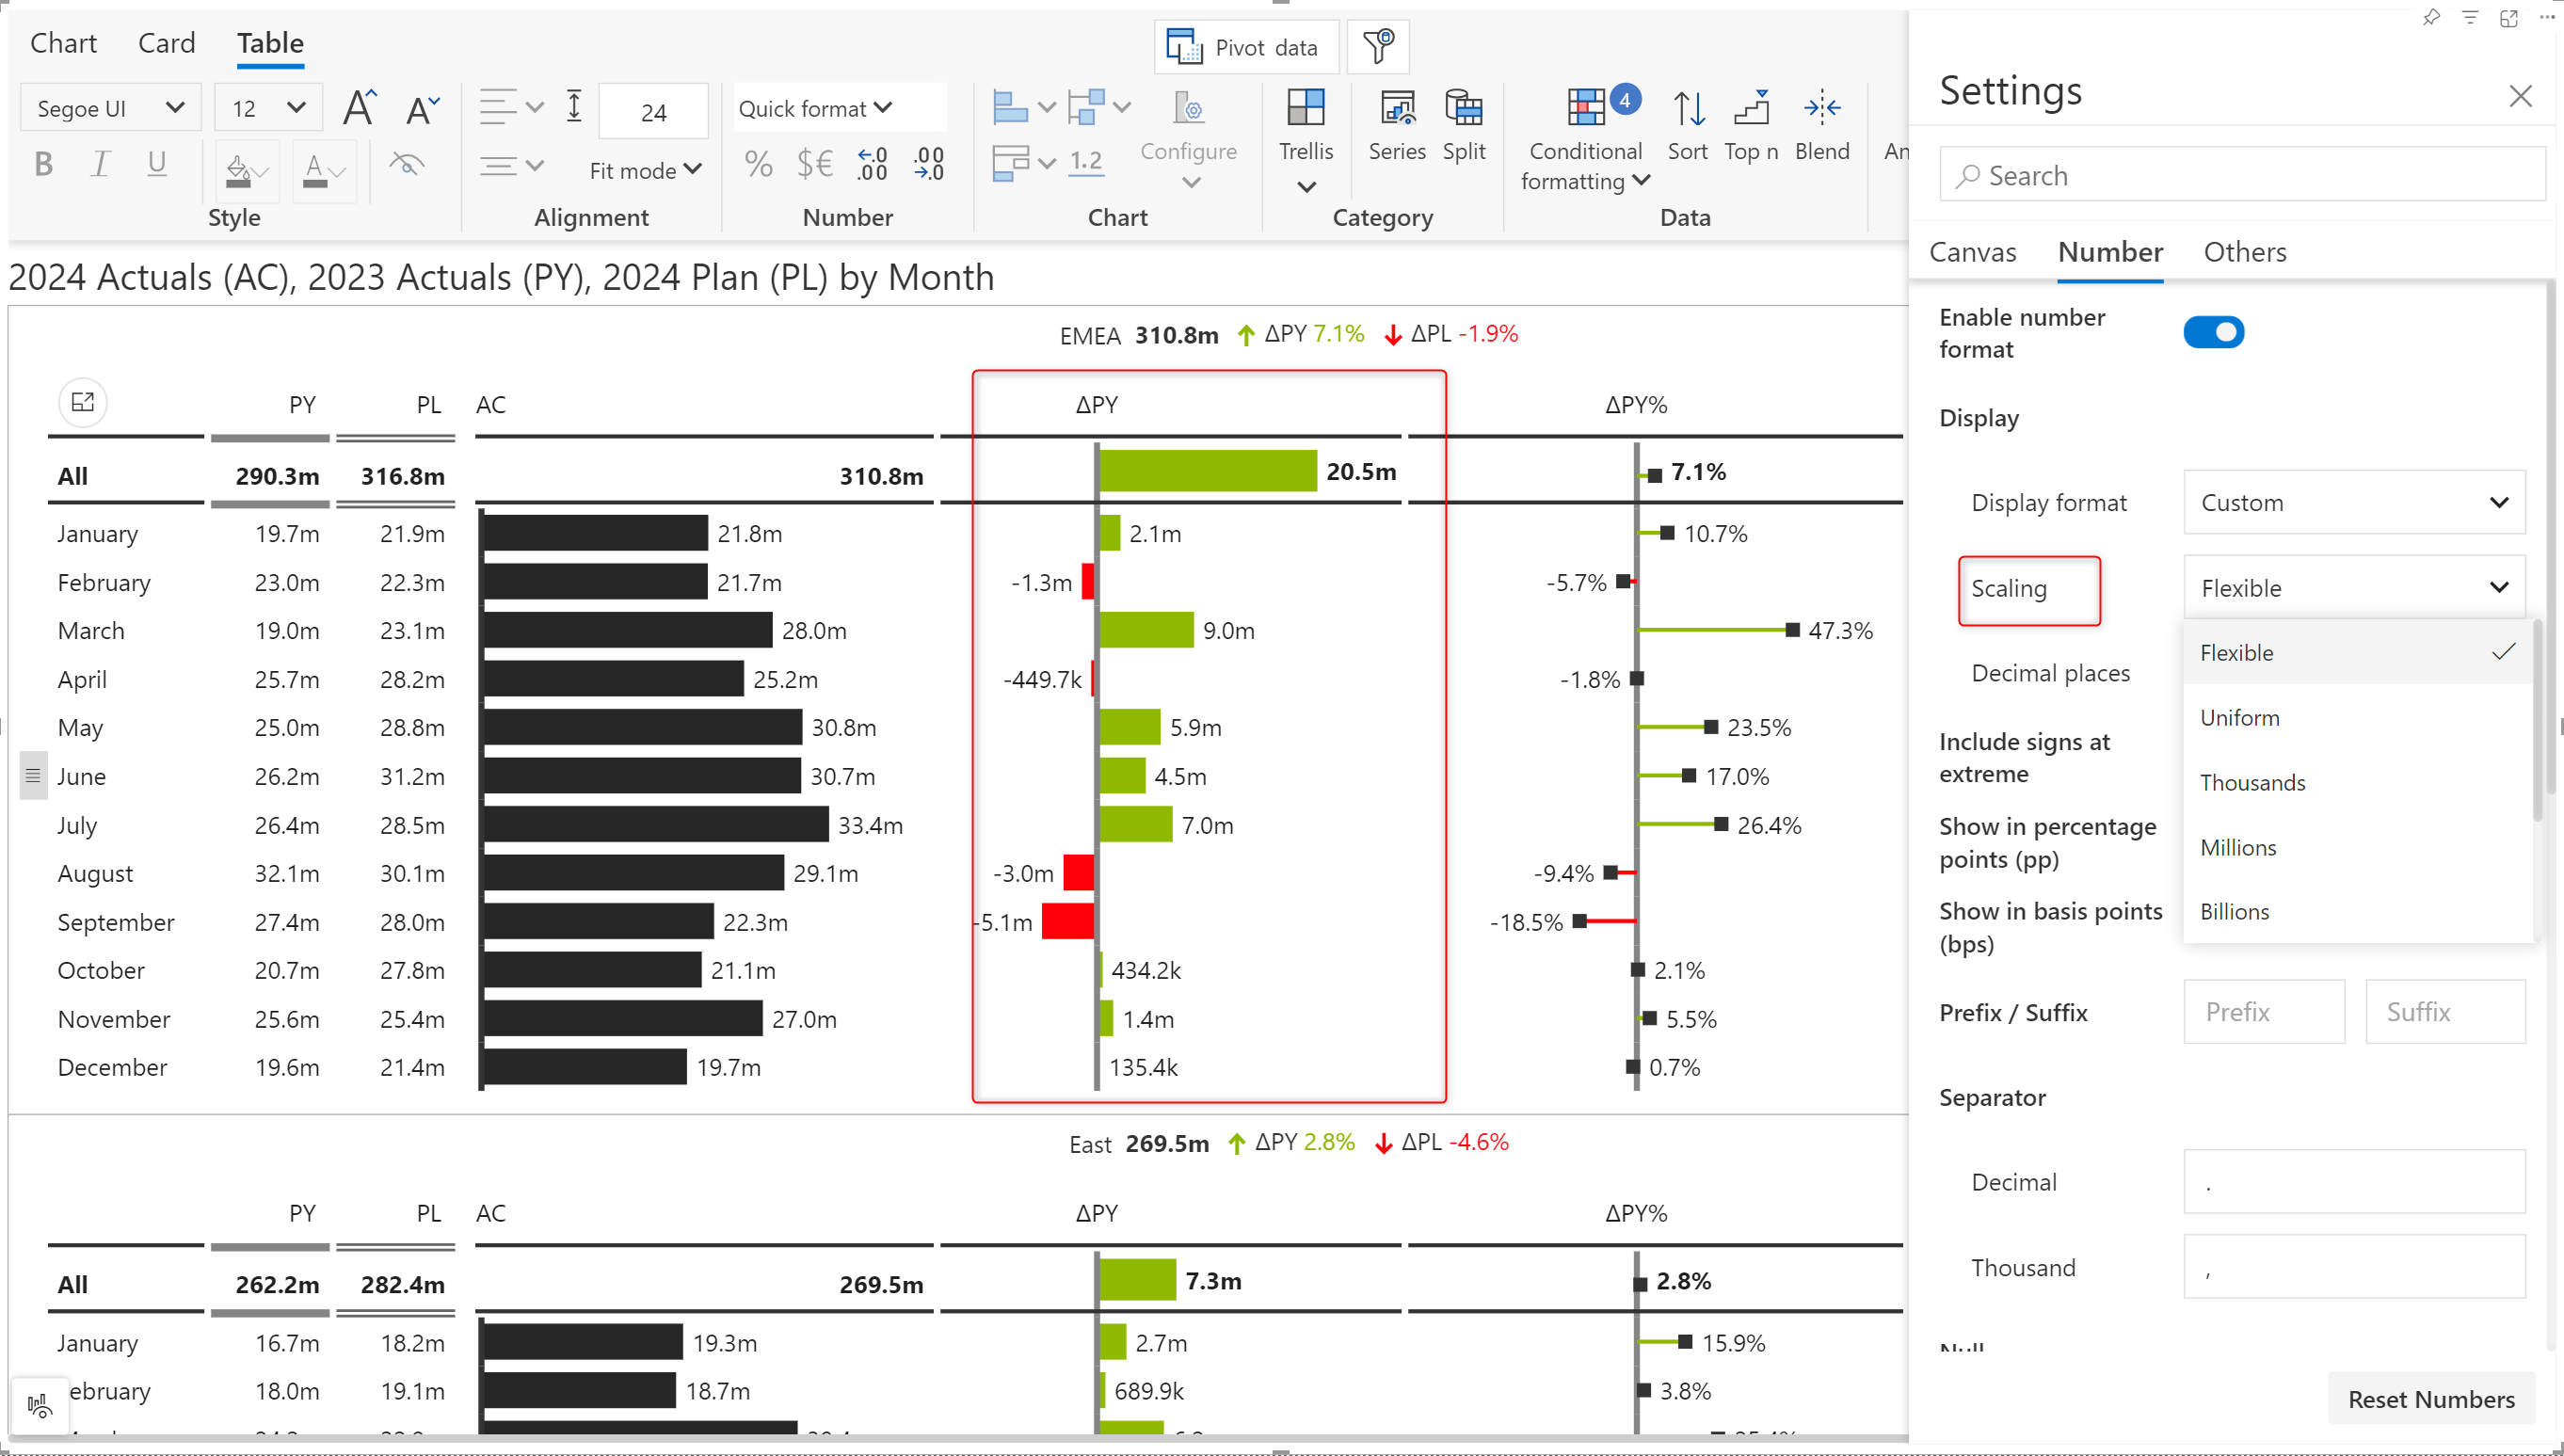 Chart Card Table
Pivot data
Segoe UI 12 A A 24 Quick format
B I U A Fit mode % $€ .0 .00 .00 .0 1.2
Configure Trellis Series Split Conditional formatting 4 Sort Top n Blend An
Style Alignment Number Chart Category Data
2024 Actuals (AC), 2023 Actuals (PY), 2024 Plan (PL) by Month
EMEA 310.8m ΔPY 7.1% ΔPL -1.9%
PY PL AC ΔPY ΔPY%
All 290.3m 316.8m 310.8m 20.5m 7.1%
January 19.7m 21.9m 21.8m 2.1m 10.7%
February 23.0m 22.3m 21.7m -1.3m -5.7%
March 19.0m 23.1m 28.0m 9.0m 47.3%
April 25.7m 28.2m 25.2m -449.7k -1.8%
May 25.0m 28.8m 30.8m 5.9m 23.5%
June 26.2m 31.2m 30.7m 4.5m 17.0%
July 26.4m 28.5m 33.4m 7.0m 26.4%
August 32.1m 30.1m 29.1m -3.0m -9.4%
September 27.4m 28.0m 22.3m -5.1m -18.5%
October 20.7m 27.8m 21.1m 434.2k 2.1%
November 25.6m 25.4m 27.0m 1.4m 5.5%
December 19.6m 21.4m 19.7m 135.4k 0.7%
East 269.5m ΔPY 2.8% ΔPL -4.6%
PY PL AC ΔPY ΔPY%
All 262.2m 282.4m 269.5m 7.3m 2.8%
January 16.7m 18.2m 19.3m 2.7m 15.9%
ebruary 18.0m 19.1m 18.7m 689.9k 3.8%
Settings
Search
Canvas Number Others
Enable number
format
Display
Display format Custom
Scaling Flexible
Flexible
Uniform
Thousands
Millions
Billions
Decimal places
Include signs at
extreme
Show in percentage
points (pp)
Show in basis points
(bps)
Prefix / Suffix Prefix Suffix
Separator
Decimal .
Thousand ,
Reset Numbers